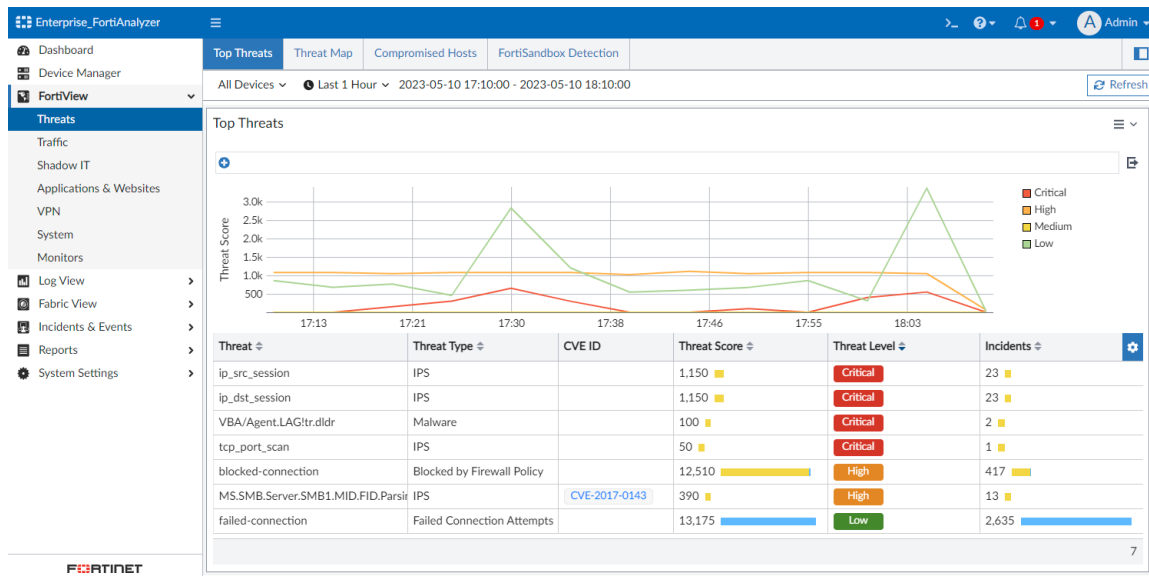 Enterprise_FortiAnalyzer
>_ 1 A Admin
Dashboard
Device Manager
FortiView
Threats
Traffic
Shadow IT
Applications & Websites
VPN
System
Monitors
Log View
Fabric View
Incidents & Events
Reports
System Settings
FORTINET
Top Threats Threat Map Compromised Hosts FortiSandbox Detection
All Devices Last 1 Hour 2023-05-10 17:10:00 - 2023-05-10 18:10:00 Refresh
Top Threats
Threat Score
3.0k
2.5k
2.0k
1.5k
1.0k
500
17:13 17:21 17:30 17:38 17:46 17:55 18:03
Critical
High
Medium
Low
Threat Threat Type CVE ID Threat Score Threat Level Incidents
ip_src_session IPS 1,150 Critical 23
ip_dst_session IPS 1,150 Critical 23
VBA/Agent.LAG!tr.dldr Malware 100 Critical 2
tcp_port_scan IPS 50 Critical 1
blocked-connection Blocked by Firewall Policy 12,510 High 417
MS.SMB.Server.SMB1.MID.FID.Parsir IPS CVE-2017-0143 390 High 13
failed-connection Failed Connection Attempts 13,175 Low 2,635
7